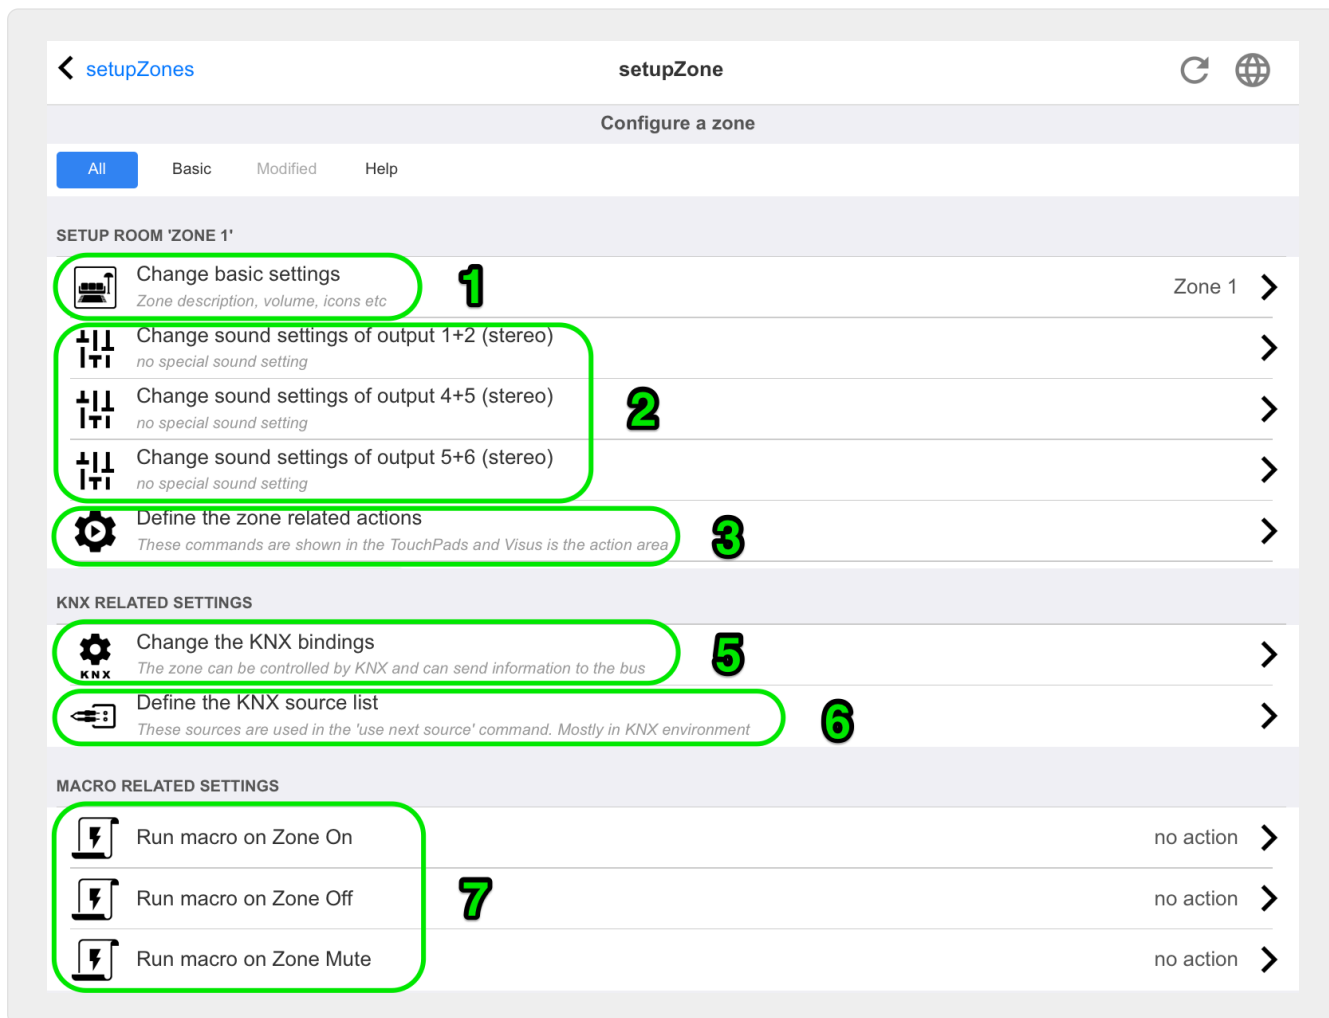 setupZones
setupZone
Configure a zone
All Basic Modified Help
SETUP ROOM 'ZONE 1'
Change basic settings
Zone description, volume, icons etc
1
Zone 1
Change sound settings of output 1+2 (stereo)
no special sound setting
Change sound settings of output 4+5 (stereo)
no special sound setting
2
Change sound settings of output 5+6 (stereo)
no special sound setting
Define the zone related actions
These commands are shown in the TouchPads and Visus is the action area
3
KNX RELATED SETTINGS
KNX
Change the KNX bindings
The zone can be controlled by KNX and can send information to the bus
5
Define the KNX source list
These sources are used in the 'use next source' command. Mostly in KNX environment
6
MACRO RELATED SETTINGS
Run macro on Zone On
no action
Run macro on Zone Off
7
no action
Run macro on Zone Mute
no action